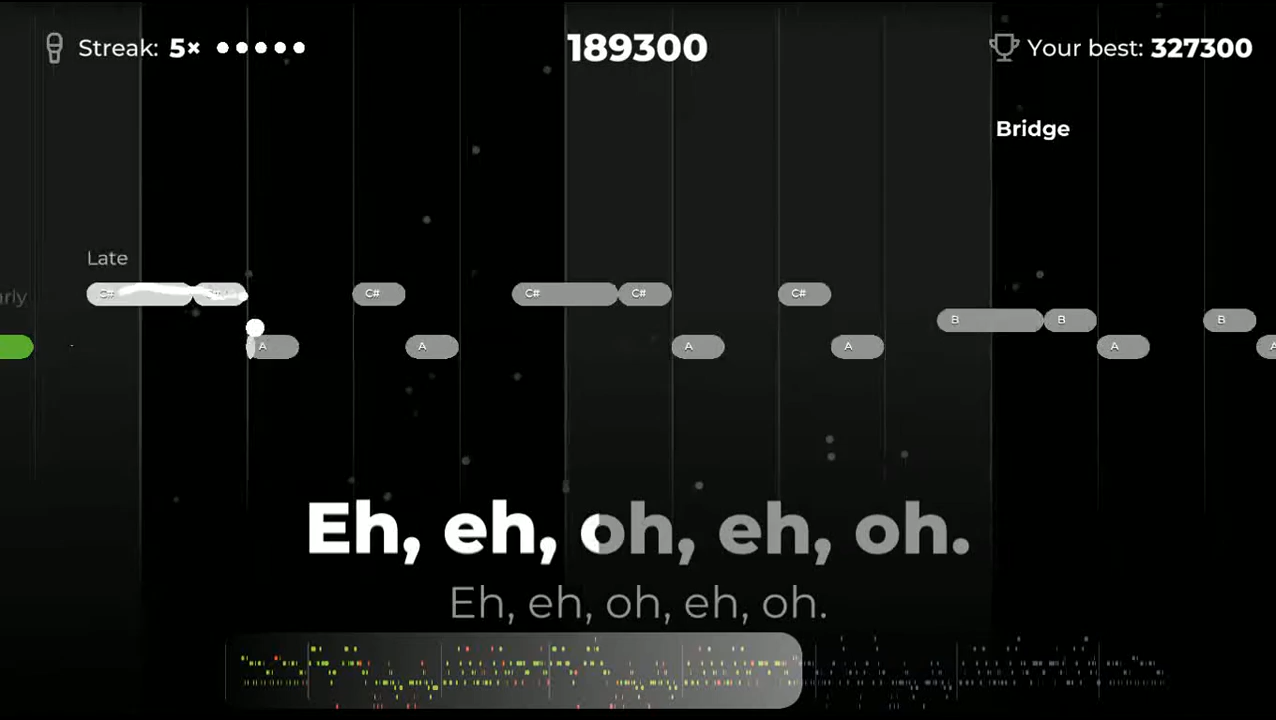 Streak: 5× 189300 Your best: 327300
Bridge
Late
C# C# C# C# C# C#
B B B
A A A A A A
Eh, eh, oh, eh, oh.
Eh, eh, oh, eh, oh.